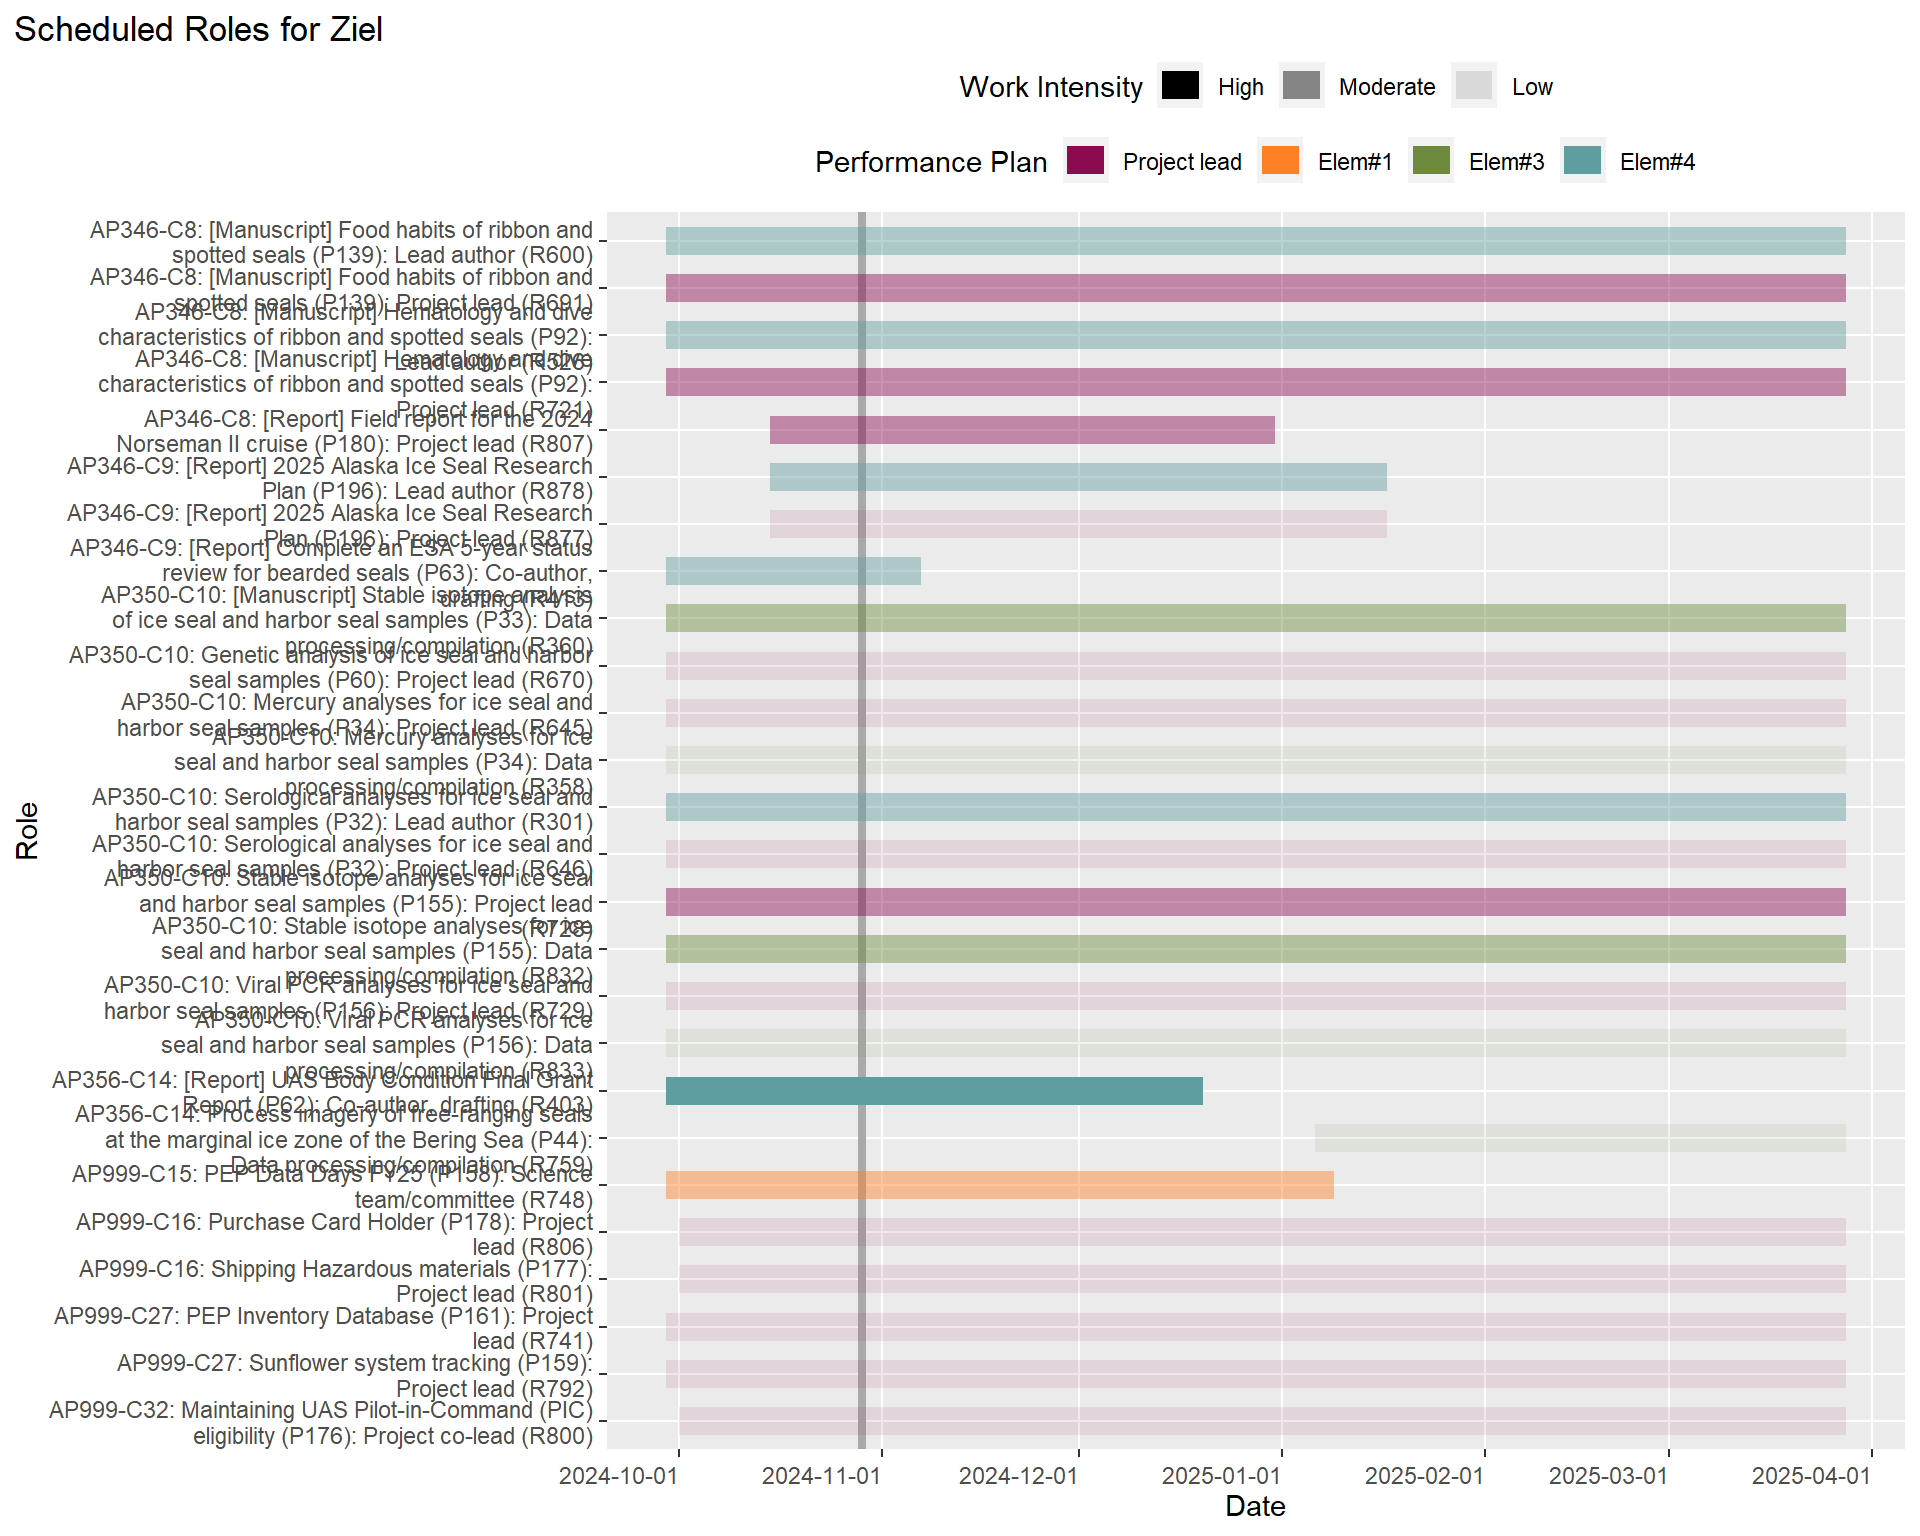 Scheduled Roles for Ziel
Work Intensity High Moderate Low
Performance Plan Project lead Elem#1 Elem#3 Elem#4
AP346-C8: [Manuscript] Food habits of ribbon and
spotted seals (P139): Lead author (R600)
AP346-C8: [Manuscript] Food habits of ribbon and
spotted seals (P139): Project lead (R691)
AP346-C8: [Manuscript] Hematology and dive
characteristics of ribbon and spotted seals (P92):
Lead author (R526)
AP346-C8: [Manuscript] Hematology and dive
characteristics of ribbon and spotted seals (P92):
Project lead (R721)
AP346-C8: [Report] Field report for the 2024
Norseman II cruise (P180): Project lead (R807)
AP346-C9: [Report] 2025 Alaska Ice Seal Research
Plan (P196): Lead author (R878)
AP346-C9: [Report] 2025 Alaska Ice Seal Research
Plan (P196): Project lead (R877)
AP346-C9: [Report] Complete an ESA 5-year status
review for bearded seals (P63): Co-author,
drafting (R413)
AP350-C10: [Manuscript] Stable isotope analysis
of ice seal and harbor seal samples (P33): Data
processing/compilation (R360)
AP350-C10: Genetic analysis of ice seal and harbor
seal samples (P60): Project lead (R670)
AP350-C10: Mercury analyses for ice seal and
harbor seal samples (P34): Project lead (R645)
AP350-C10: Mercury analyses for ice
seal and harbor seal samples (P34): Data
processing/compilation (R358)
AP350-C10: Serological analyses for ice seal and
harbor seal samples (P32): Lead author (R301)
AP350-C10: Serological analyses for ice seal and
harbor seal samples (P32): Project lead (R646)
AP350-C10: Stable isotope analyses for ice seal
and harbor seal samples (P155): Project lead
(R728)
AP350-C10: Stable isotope analyses for ice
seal and harbor seal samples (P155): Data
processing/compilation (R832)
AP350-C10: Viral PCR analyses for ice seal and
harbor seal samples (P156): Project lead (R729)
AP350-C10: Viral PCR analyses for ice
seal and harbor seal samples (P156): Data
processing/compilation (R833)
AP356-C14: [Report] UAS Body Condition Final Grant
Report (P62): Co-author, drafting (R403)
AP356-C14: Process imagery of free-ranging seals
at the marginal ice zone of the Bering Sea (P44):
Data processing/compilation (R759)
AP999-C15: PEP Data Days FY25 (P158): Science
team/committee (R748)
AP999-C16: Purchase Card Holder (P178): Project
lead (R806)
AP999-C16: Shipping Hazardous materials (P177):
Project lead (R801)
AP999-C27: PEP Inventory Database (P161): Project
lead (R741)
AP999-C27: Sunflower system tracking (P159):
Project lead (R792)
AP999-C32: Maintaining UAS Pilot-in-Command (PIC)
eligibility (P176): Project co-lead (R800)
Role
2024-10-01 2024-11-01 2024-12-01 2025-01-01 2025-02-01 2025-03-01 2025-04-01
Date